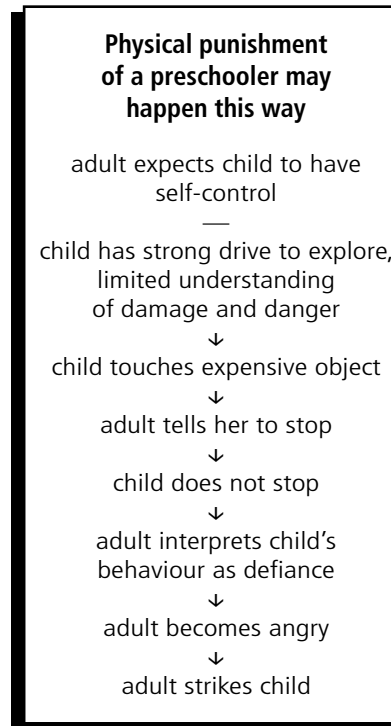 Physical punishment
of a preschooler may
happen this way
adult expects child to have
self-control
—
child has strong drive to explore,
limited understanding
of damage and danger
↓
child touches expensive object
↓
adult tells her to stop
↓
child does not stop
↓
adult interprets child’s
behaviour as defiance
↓
adult becomes angry
↓
adult strikes child